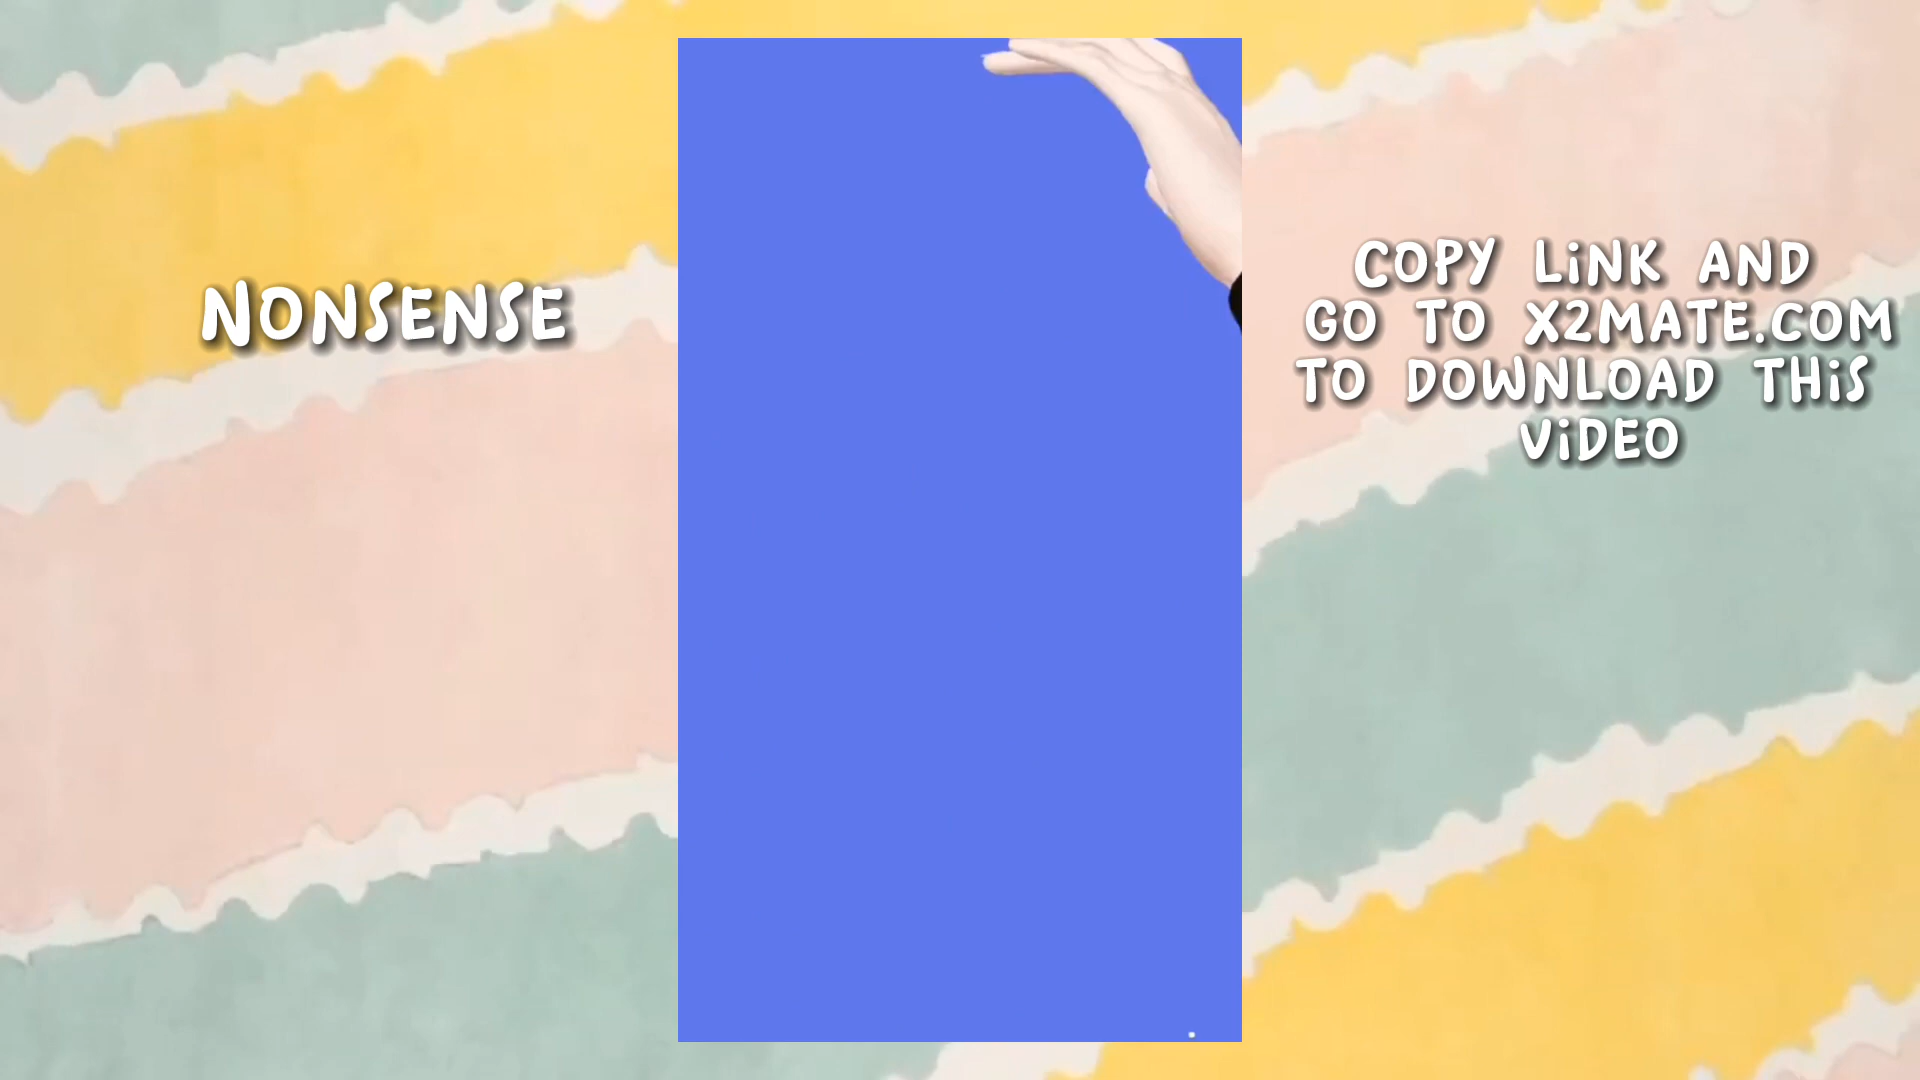 NONSENSE
COPY LiNK AND
GO TO X2MATE.COM
TO DOWNLOAD THiS
ViDEO